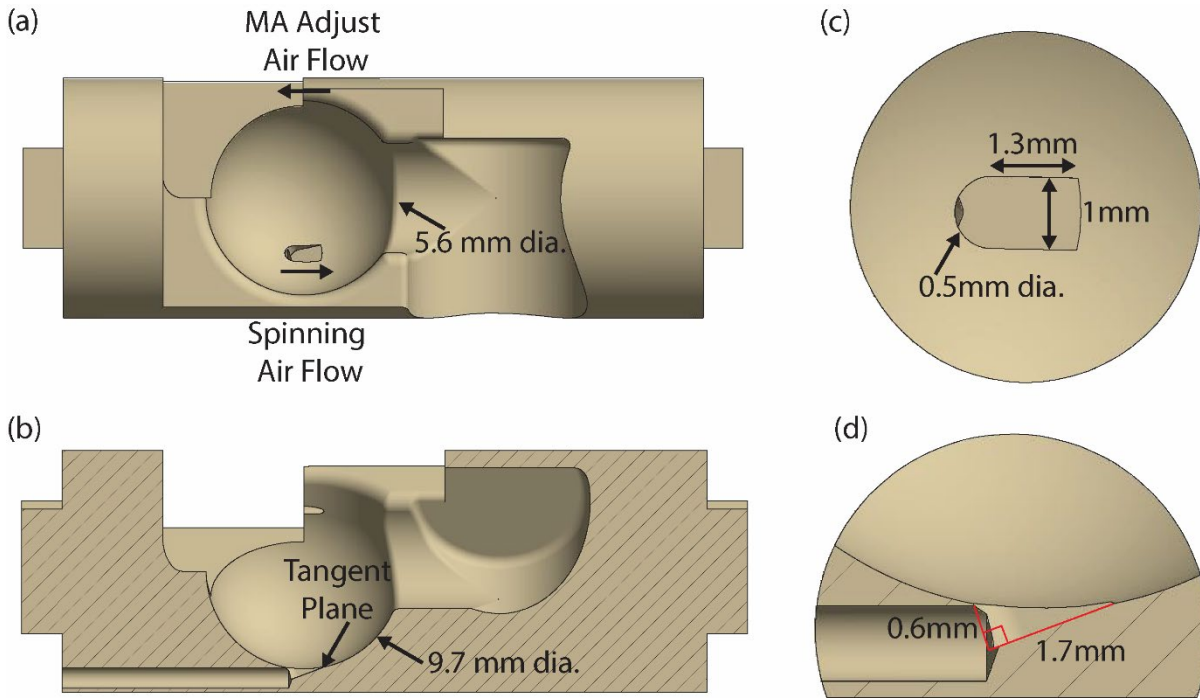 (a)
MA Adjust
Air Flow
5.6 mm dia.
Spinning
Air Flow
(b)
Tangent
Plane
9.7 mm dia.
(c)
1.3mm
1mm
0.5mm dia.
(d)
0.6mm
1.7mm